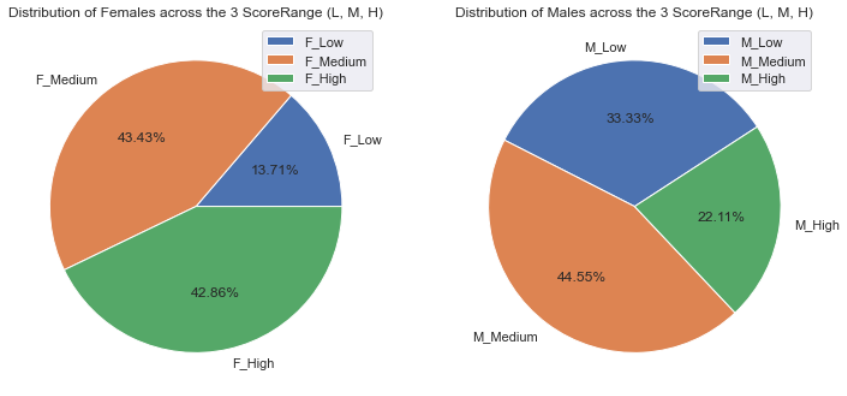 Distribution of Females across the 3 ScoreRange (L, M, H)
F_Low
F_Medium
F_High
F_Medium
43.43%
F_Low
13.71%
42.86%
F_High
Distribution of Males across the 3 ScoreRange (L, M, H)
M_Low
M_Medium
M_High
M_Low
33.33%
22.11%
M_High
44.55%
M_Medium